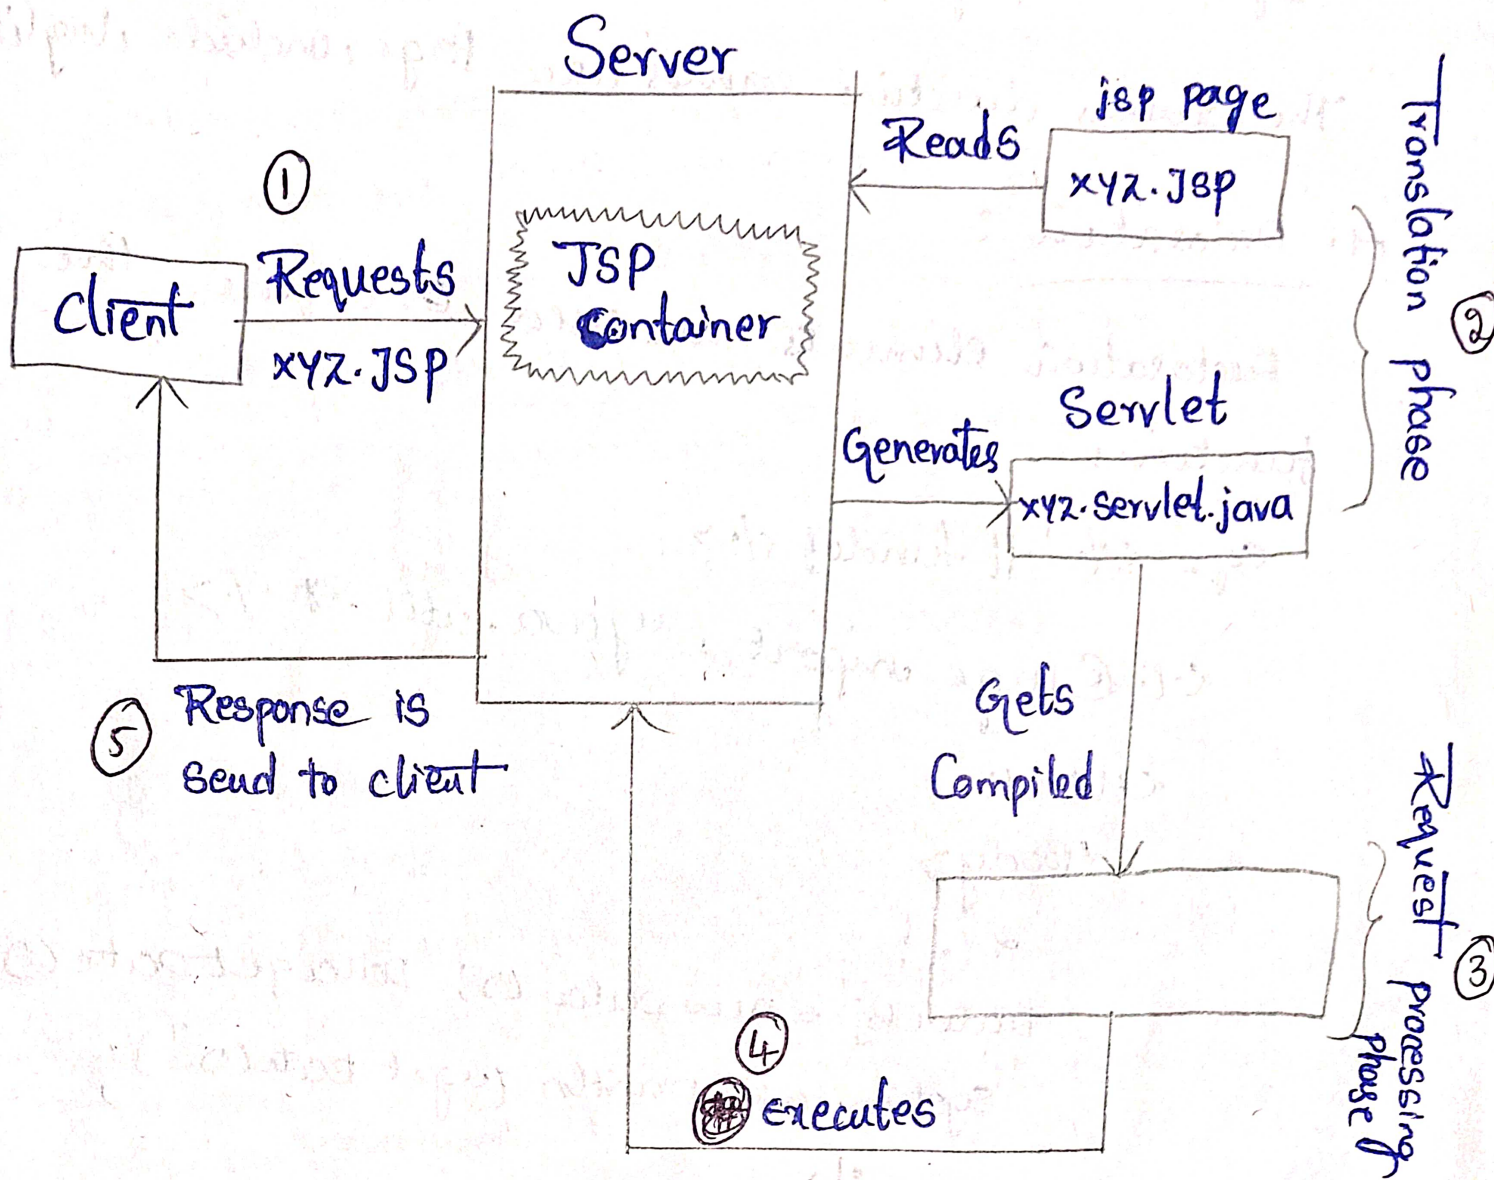 Server
jsp page
Reads
xyz.JSP
①
Requests
xyz.JSP
Client
JSP
Container
Translation phase
②
Servlet
Generates
xyz.servlet.java
Gets
Compiled
⑤
Response is
send to client
Request processing
phase
③
④
executes